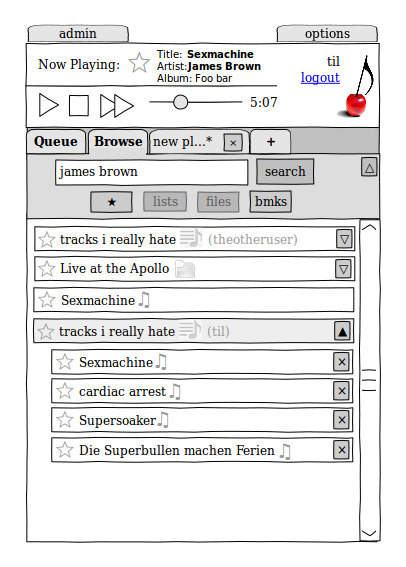 admin
options
Now Playing:
Title: Sexmachine
Artist:James Brown
Album: Foo bar
til
logout
5:07
Queue
Browse
new pl...*
×
+
james brown
search
★
lists
files
bmks
tracks i really hate
(theotheruser)
Live at the Apollo
Sexmachine
tracks i really hate
(til)
Sexmachine
×
cardiac arrest
×
Supersoaker
×
Die Superbullen machen Ferien
×